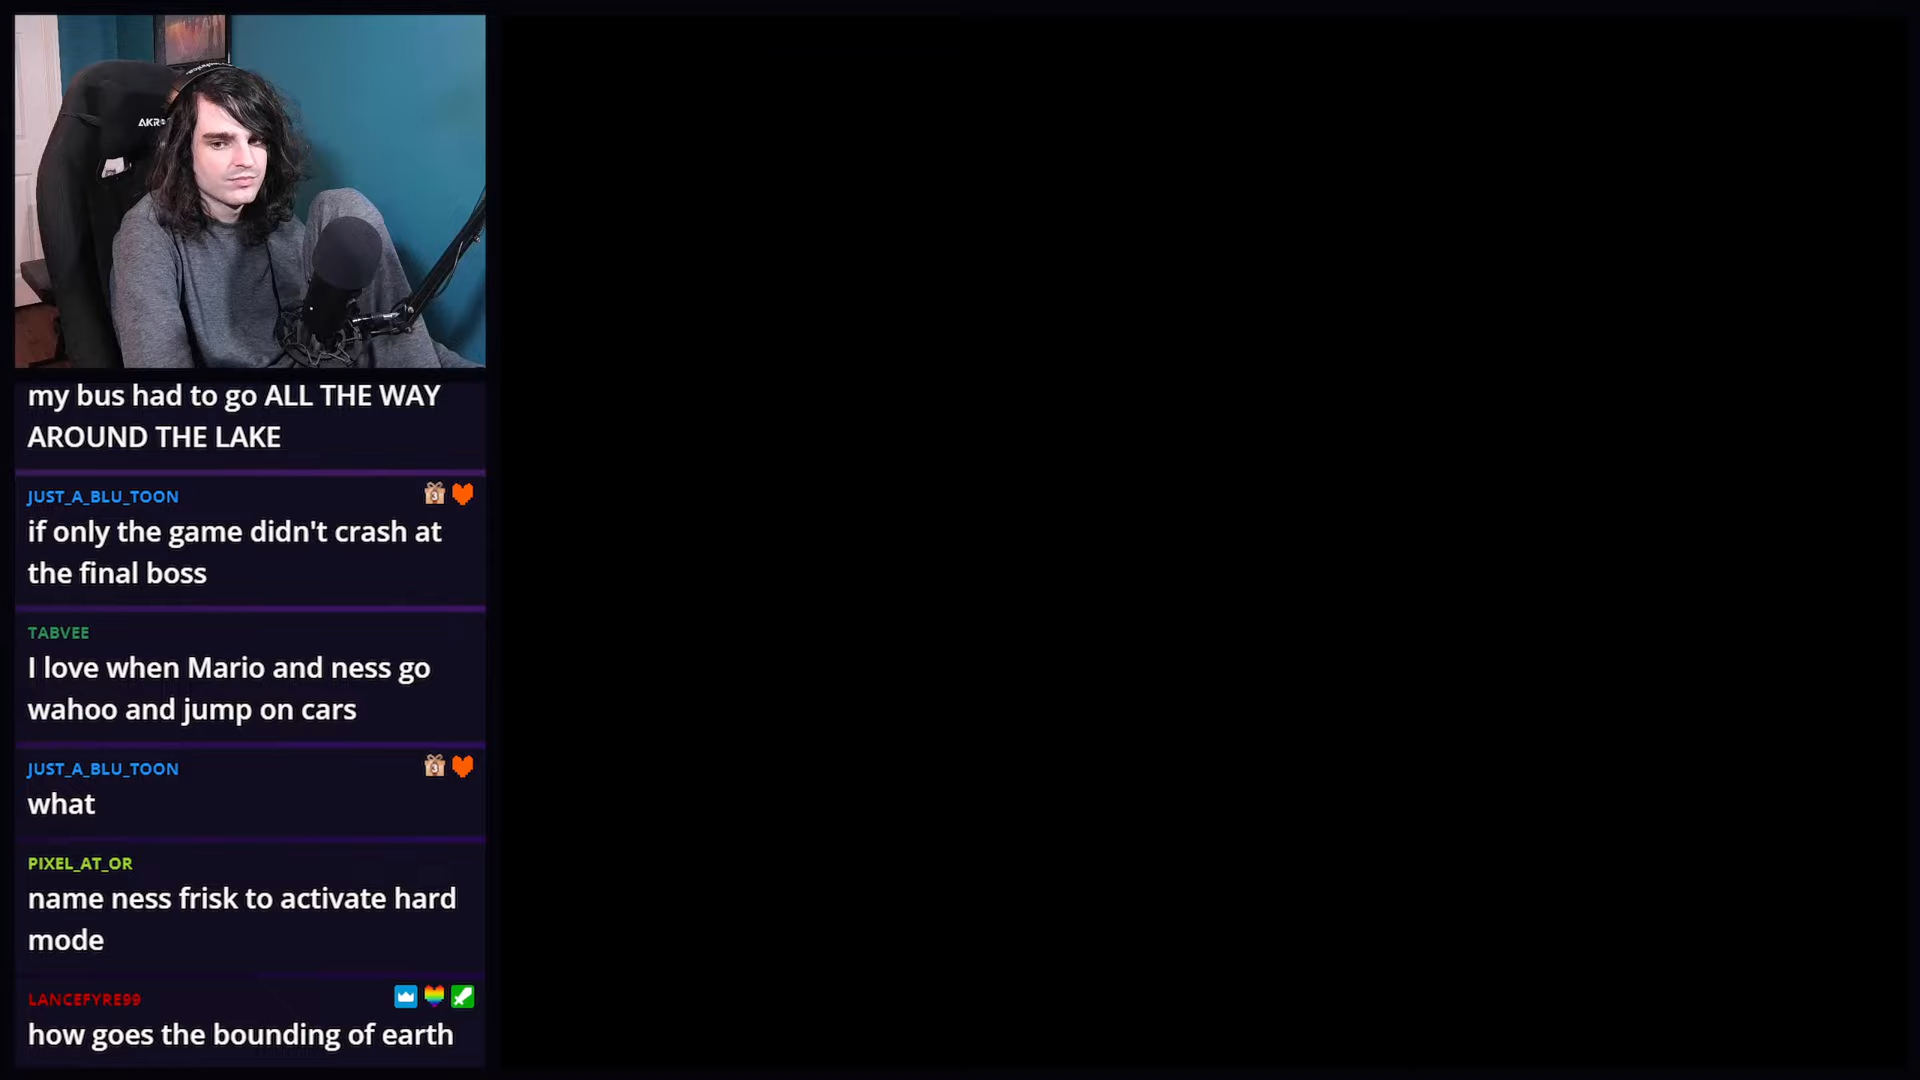 AKR
my bus had to go ALL THE WAY
AROUND THE LAKE
JUST_A_BLU_TOON
if only the game didn't crash at
the final boss
TABVEE
I love when Mario and ness go
wahoo and jump on cars
JUST_A_BLU_TOON
what
PIXEL_AT_OR
name ness frisk to activate hard
mode
LANCEFYRE99
how goes the bounding of earth